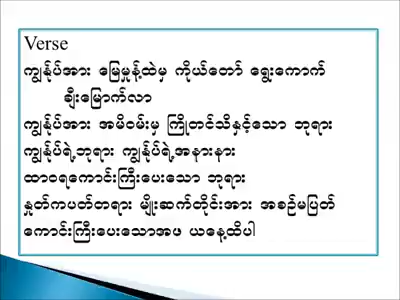 Verse
ကျွန်ုပ်အား မြေမှုန့်ထဲမှ ကိုယ်တော် ရွေးကောက်
ချီးမြှောက်လာ
ကျွန်ုပ်အား အမိဝမ်းမှ ကြိုတင်သိနှင့်သော ဘုရား
ကျွန်ုပ်ရဲ့ဘုရား ကျွန်ုပ်ရဲ့အနားနား
ထာဝရကောင်းကြီးပေးသော ဘုရား
နှုတ်ကပတ်တရား မျိုးဆက်တိုင်းအား အစဉ်မပြတ်
ကောင်းကြီးပေးသောအဖ ယနေ့ထိပါ